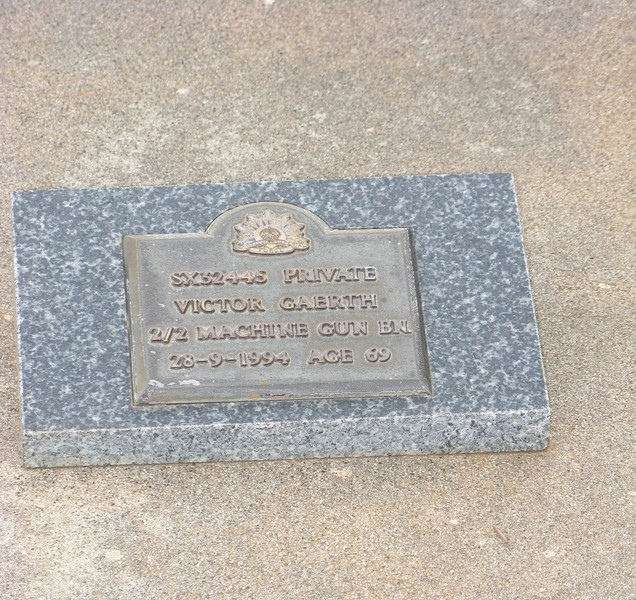 SX32445 PRIVATE
VICTOR GAERTH
2/2 MACHINE GUN BN
28-9-1994 AGE 69